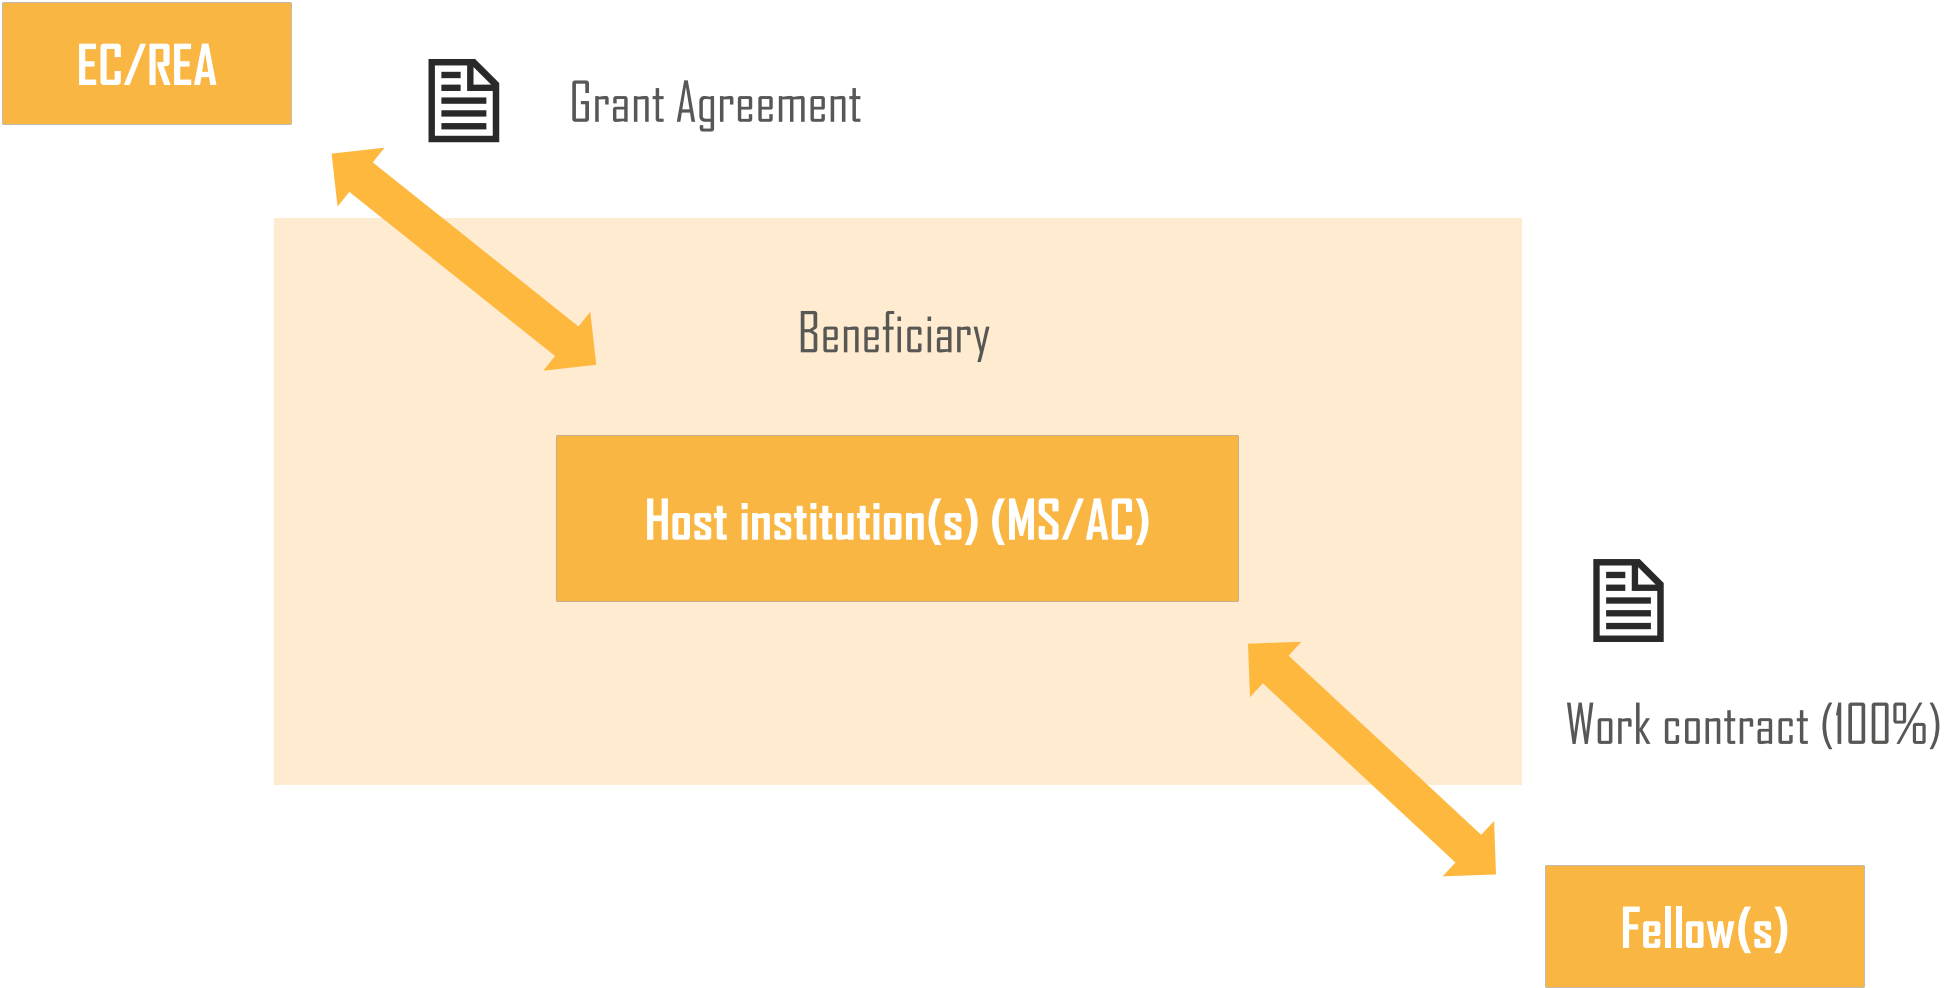 EC/REA
Grant Agreement
Beneficiary
Host institution(s) (MS/AC)
Work contract (100%)
Fellow(s)